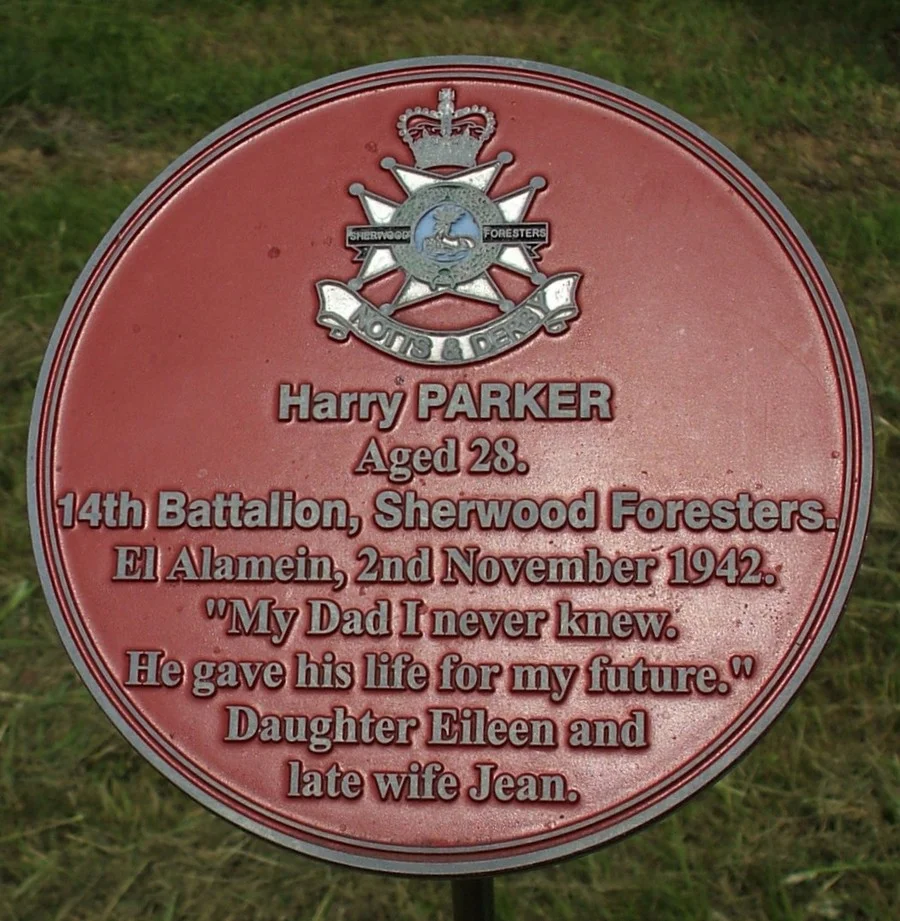 SHERWOOD FORESTERS
NOTTS & DERBY
Harry PARKER
Aged 28.
14th Battalion, Sherwood Foresters.
El Alamein, 2nd November 1942.
"My Dad I never knew.
He gave his life for my future."
Daughter Eileen and
late wife Jean.